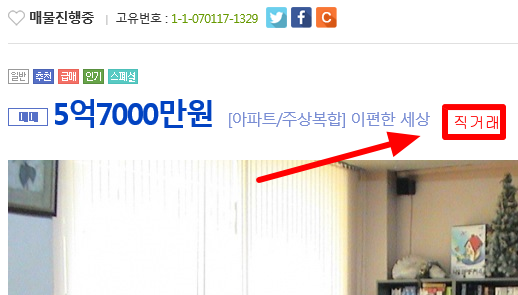 매물진행중 | 고유번호 : 1-1-070117-1329
일반 추천 급매 인기 스페셜
매매 5억7000만원 [아파트/주상복합] 이편한 세상 직거래